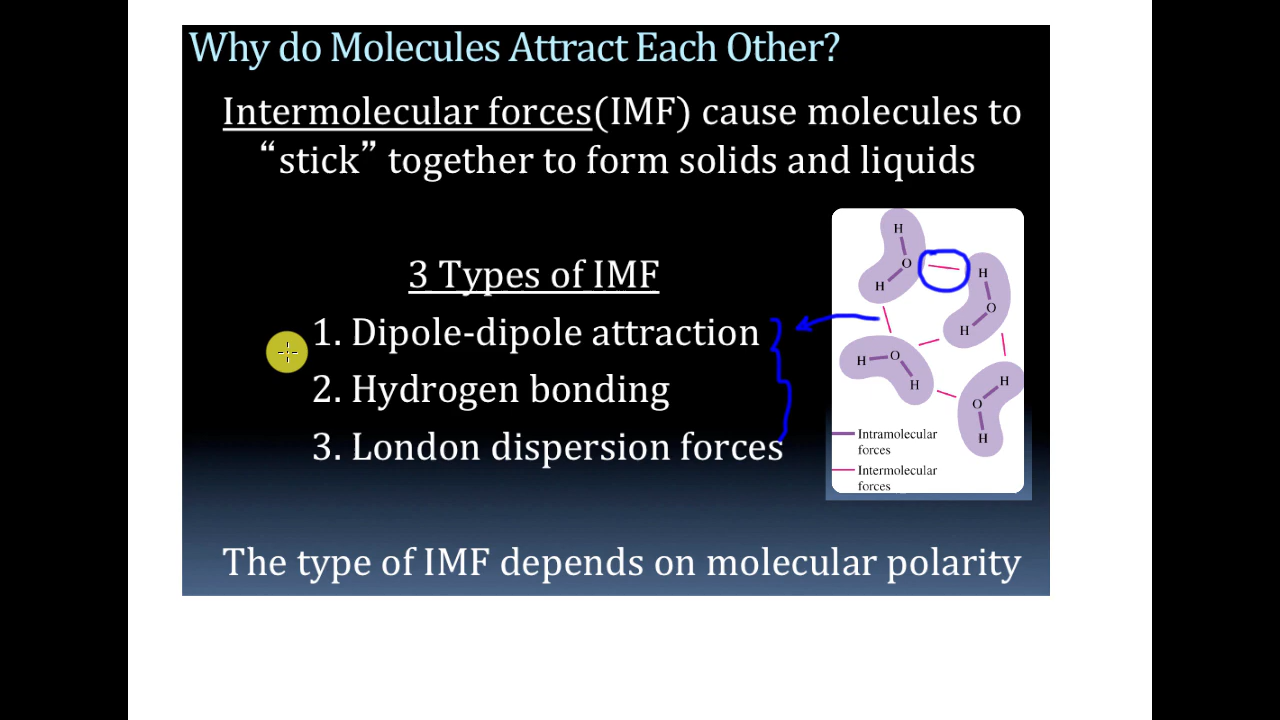 Why do Molecules Attract Each Other?
Intermolecular forces(IMF) cause molecules to
“stick” together to form solids and liquids
3 Types of IMF
1. Dipole-dipole attraction
2. Hydrogen bonding
3. London dispersion forces
H
O
H
H
O
H
H
O
H
H
O
H
Intramolecular
forces
Intermolecular
forces
The type of IMF depends on molecular polarity